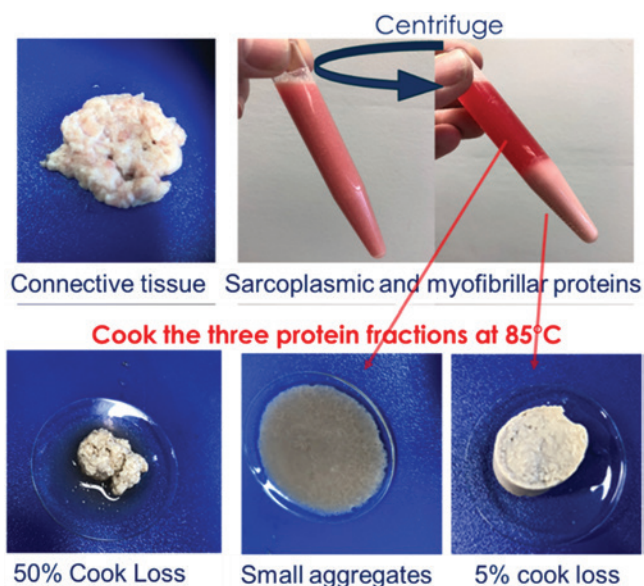 Centrifuge
Connective tissue
Sarcoplasmic and myofibrillar proteins
Cook the three protein fractions at 85°C
50% Cook Loss
Small aggregates
5% cook loss